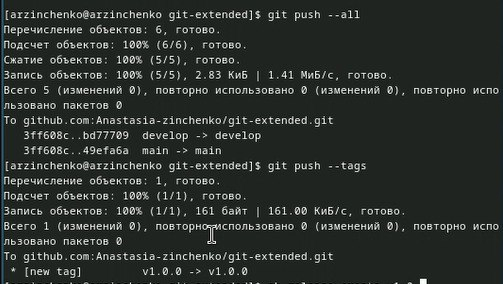 [arzinchenko@arzinchenko git-extended]$ git push --all
Перечисление объектов: 6, готово.
Подсчет объектов: 100% (6/6), готово.
Сжатие объектов: 100% (5/5), готово.
Запись объектов: 100% (5/5), 2.83 КиБ | 1.41 МиБ/с, готово.
Всего 5 (изменений 0), повторно использовано 0 (изменений 0), повторно испо
льзовано пакетов 0
To github.com:Anastasia-zinchenko/git-extended.git
   3ff608c..bd77709  develop -> develop
   3ff608c..49efa6a  main -> main
[arzinchenko@arzinchenko git-extended]$ git push --tags
Перечисление объектов: 1, готово.
Подсчет объектов: 100% (1/1), готово.
Запись объектов: 100% (1/1), 161 байт | 161.00 КиБ/с, готово.
Всего 1 (изменений 0), повторно использовано 0 (изменений 0), повторно испо
льзовано пакетов 0
To github.com:Anastasia-zinchenko/git-extended.git
 * [new tag]         v1.0.0 -> v1.0.0